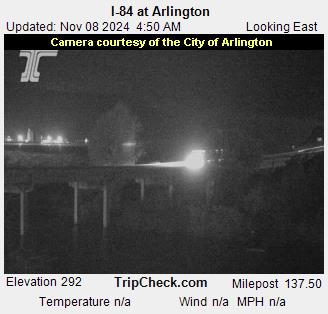 I-84 at Arlington
Updated: Nov 08 2024 4:50 AM Looking East
Camera courtesy of the City of Arlington
Elevation 292 TripCheck.com Milepost 137.50
Temperature n/a Wind n/a MPH n/a